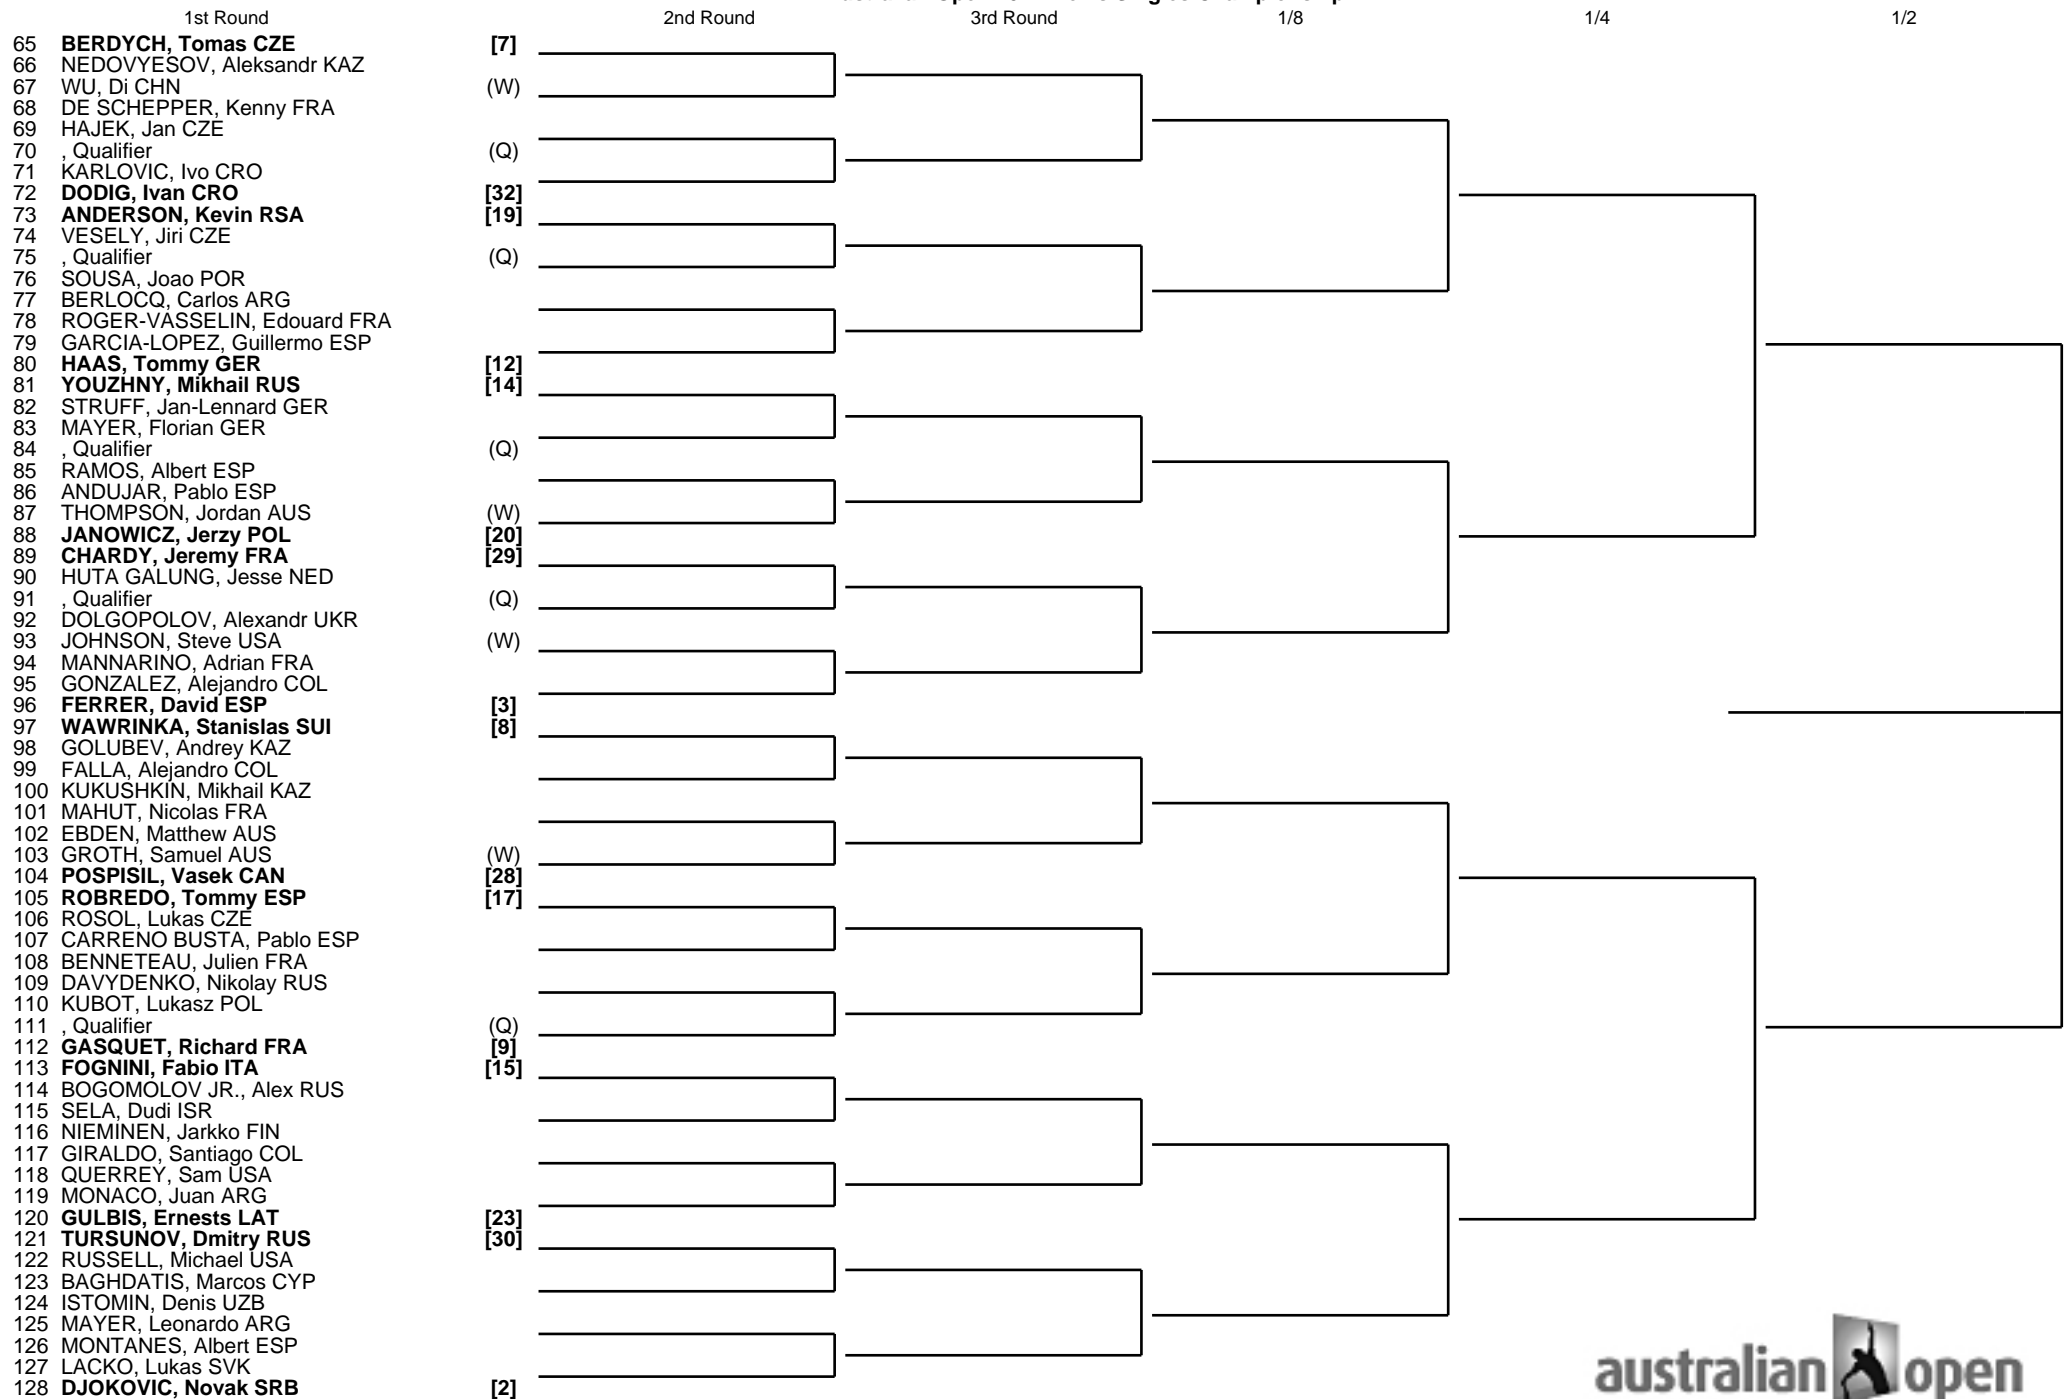 1st Round 2nd Round 3rd Round 1/8 1/4 1/2
65 BERDYCH, Tomas CZE [7]
66 NEDOVYESOV, Aleksandr KAZ
67 WU, Di CHN (W)
68 DE SCHEPPER, Kenny FRA
69 HAJEK, Jan CZE
70 , Qualifier (Q)
71 KARLOVIC, Ivo CRO
72 DODIG, Ivan CRO [32]
73 ANDERSON, Kevin RSA [19]
74 VESELY, Jiri CZE
75 , Qualifier (Q)
76 SOUSA, Joao POR
77 BERLOCQ, Carlos ARG
78 ROGER-VASSELIN, Edouard FRA
79 GARCIA-LOPEZ, Guillermo ESP
80 HAAS, Tommy GER [12]
81 YOUZHNY, Mikhail RUS [14]
82 STRUFF, Jan-Lennard GER
83 MAYER, Florian GER
84 , Qualifier (Q)
85 RAMOS, Albert ESP
86 ANDUJAR, Pablo ESP
87 THOMPSON, Jordan AUS (W)
88 JANOWICZ, Jerzy POL [20]
89 CHARDY, Jeremy FRA [29]
90 HUTA GALUNG, Jesse NED
91 , Qualifier (Q)
92 DOLGOPOLOV, Alexandr UKR
93 JOHNSON, Steve USA (W)
94 MANNARINO, Adrian FRA
95 GONZALEZ, Alejandro COL
96 FERRER, David ESP [3]
97 WAWRINKA, Stanislas SUI [8]
98 GOLUBEV, Andrey KAZ
99 FALLA, Alejandro COL
100 KUKUSHKIN, Mikhail KAZ
101 MAHUT, Nicolas FRA
102 EBDEN, Matthew AUS
103 GROTH, Samuel AUS (W)
104 POSPISIL, Vasek CAN [28]
105 ROBREDO, Tommy ESP [17]
106 ROSOL, Lukas CZE
107 CARRENO BUSTA, Pablo ESP
108 BENNETEAU, Julien FRA
109 DAVYDENKO, Nikolay RUS
110 KUBOT, Lukasz POL
111 , Qualifier (Q)
112 GASQUET, Richard FRA [9]
113 FOGNINI, Fabio ITA [15]
114 BOGOMOLOV JR., Alex RUS
115 SELA, Dudi ISR
116 NIEMINEN, Jarkko FIN
117 GIRALDO, Santiago COL
118 QUERREY, Sam USA
119 MONACO, Juan ARG
120 GULBIS, Ernests LAT [23]
121 TURSUNOV, Dmitry RUS [30]
122 RUSSELL, Michael USA
123 BAGHDATIS, Marcos CYP
124 ISTOMIN, Denis UZB
125 MAYER, Leonardo ARG
126 MONTANES, Albert ESP
127 LACKO, Lukas SVK
128 DJOKOVIC, Novak SRB [2]
australian open